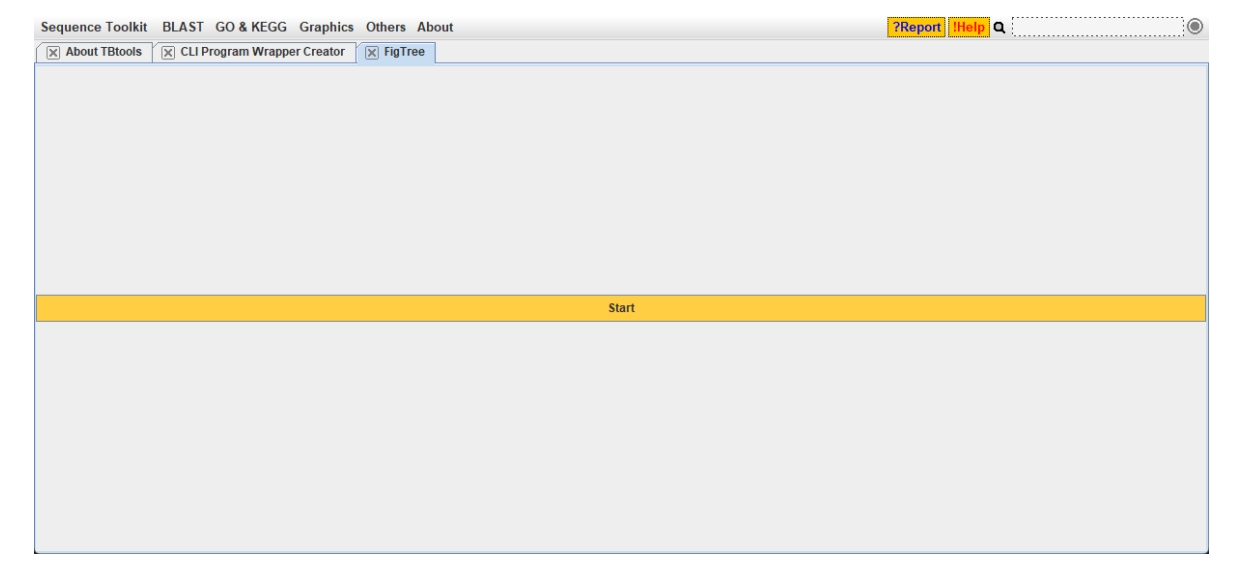 Sequence Toolkit BLAST GO & KEGG Graphics Others About ?Report !Help
About TBtools CLI Program Wrapper Creator FigTree
Start